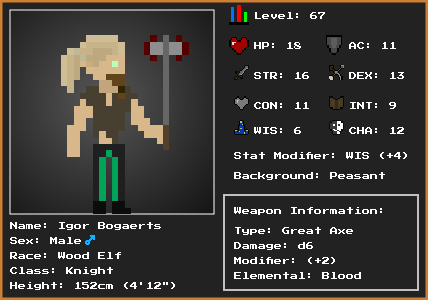 Level: 67
HP: 18 AC: 11
STR: 16 DEX: 13
CON: 11 INT: 9
WIS: 6 CHA: 12
Stat Modifier: WIS (+4)
Background: Peasant
Weapon Information:
Type: Great Axe
Damage: d6
Modifier: (+2)
Elemental: Blood
Name: Igor Bogaerts
Sex: Male ♂
Race: Wood Elf
Class: Knight
Height: 152cm (4'12")